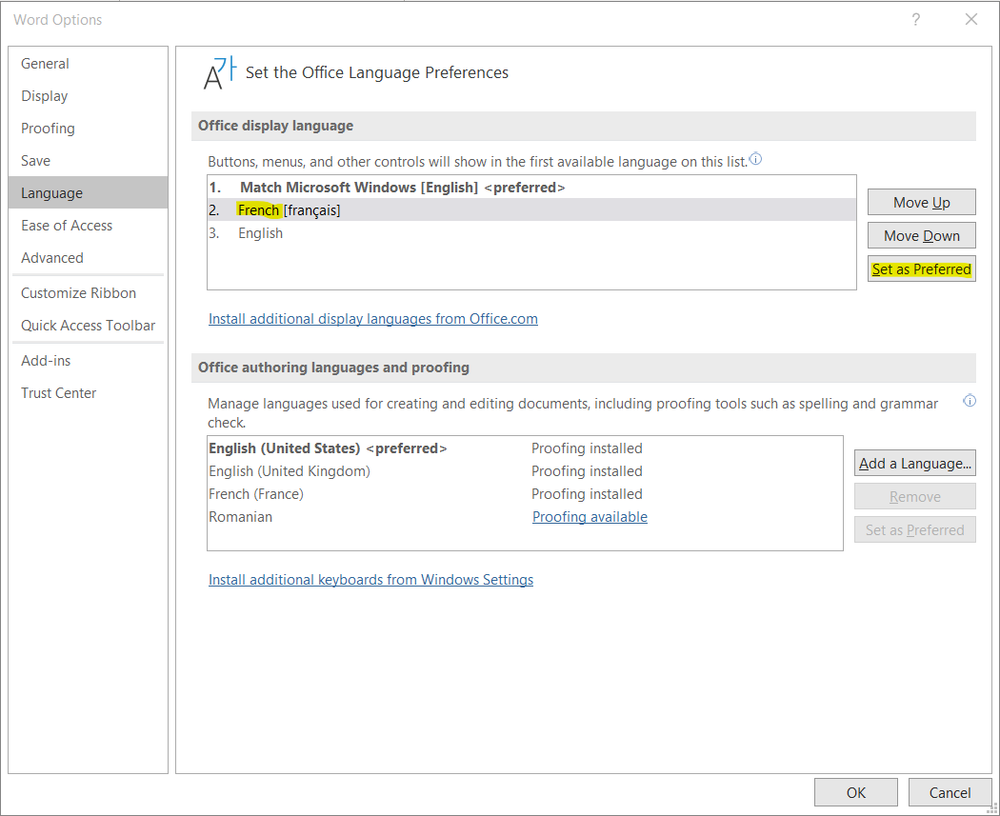 Word Options
?
General
Display
Proofing
Save
Language
Ease of Access
Advanced
Customize Ribbon
Quick Access Toolbar
Add-ins
Trust Center
A가 Set the Office Language Preferences
Office display language
Buttons, menus, and other controls will show in the first available language on this list.
1. Match Microsoft Windows [English] <preferred>
2. French [français]
3. English
Move Up
Move Down
Set as Preferred
Install additional display languages from Office.com
Office authoring languages and proofing
Manage languages used for creating and editing documents, including proofing tools such as spelling and grammar
check.
English (United States) <preferred> Proofing installed
English (United Kingdom) Proofing installed
French (France) Proofing installed
Romanian Proofing available
Add a Language...
Remove
Set as Preferred
Install additional keyboards from Windows Settings
OK
Cancel